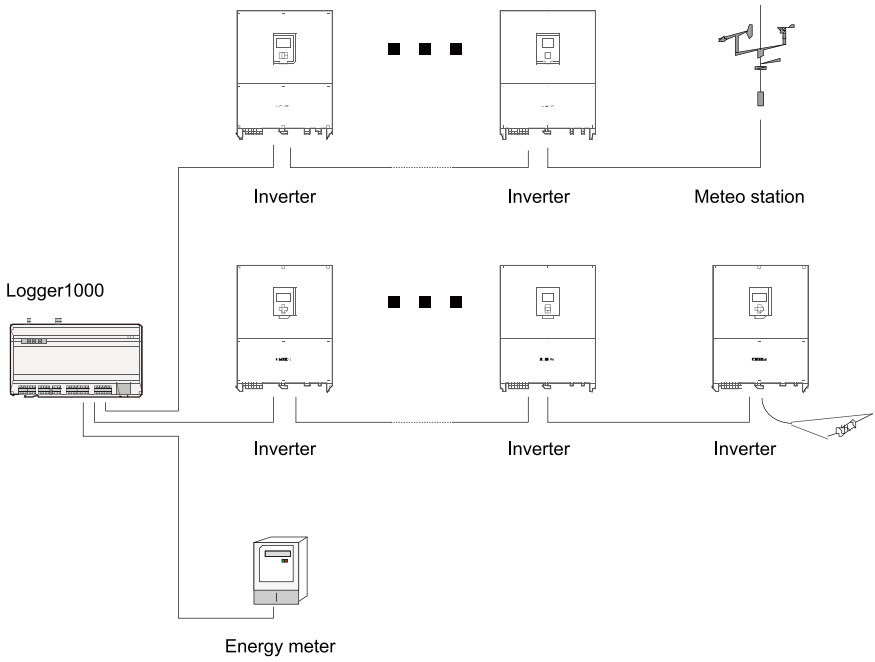 Inverter
Inverter
Meteo station
Logger1000
Inverter
Inverter
Inverter
Energy meter